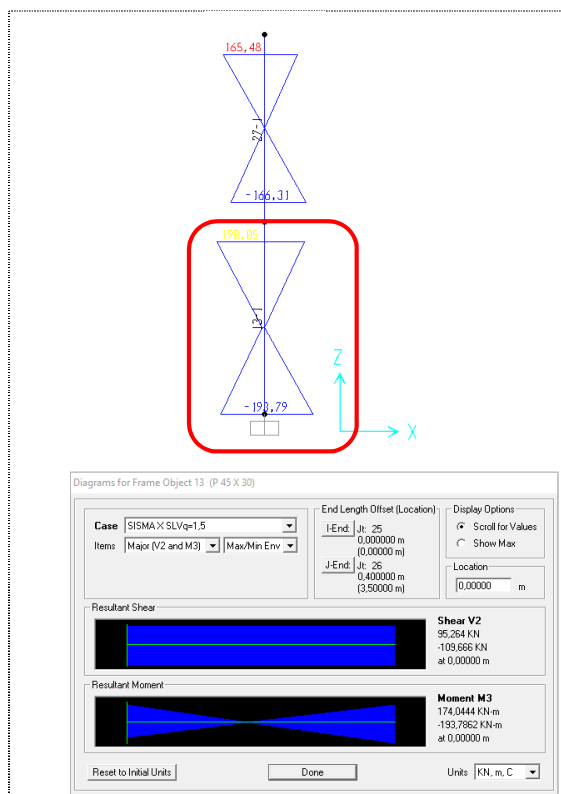 165,48
27-1
-166,31
198,05
13-1
-193,79
Z
X
Diagrams for Frame Object 13 (P 45 X 30)
Case SISMA X SLVq=1,5
Items Major (V2 and M3) Max/Min Env
End Length Offset (Location)
I-End: Jt: 25
0,000000 m
(0,00000 m)
J-End: Jt: 26
0,400000 m
(3,50000 m)
Display Options
Scroll for Values
Show Max
Location
0,00000 m
Resultant Shear
Shear V2
95,264 KN
-109,666 KN
at 0,00000 m
Resultant Moment
Moment M3
174,0444 KN-m
-193,7862 KN-m
at 0,00000 m
Reset to Initial Units
Done
Units KN, m, C